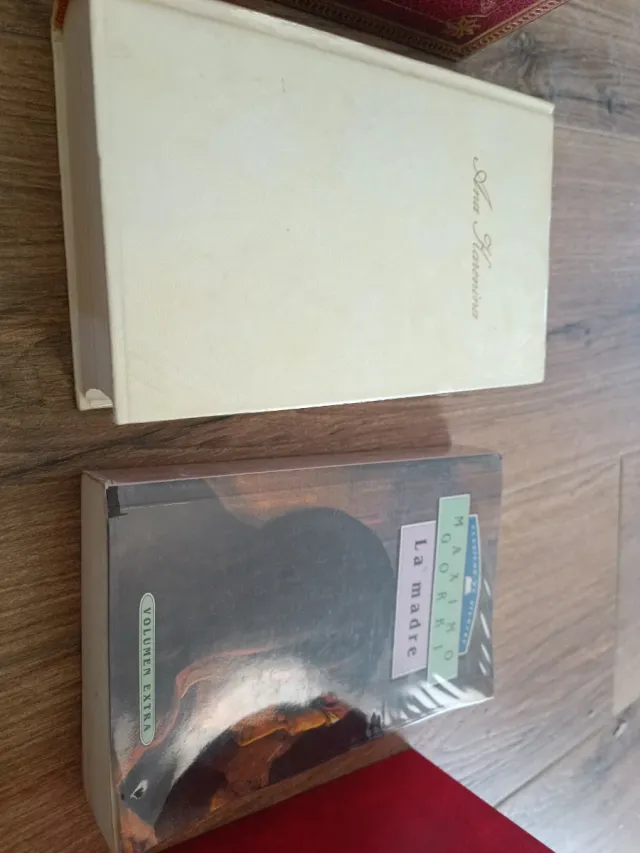 Ana Karenina
MAXIMO
GORKI
La madre
VOLUMEN EXTRA